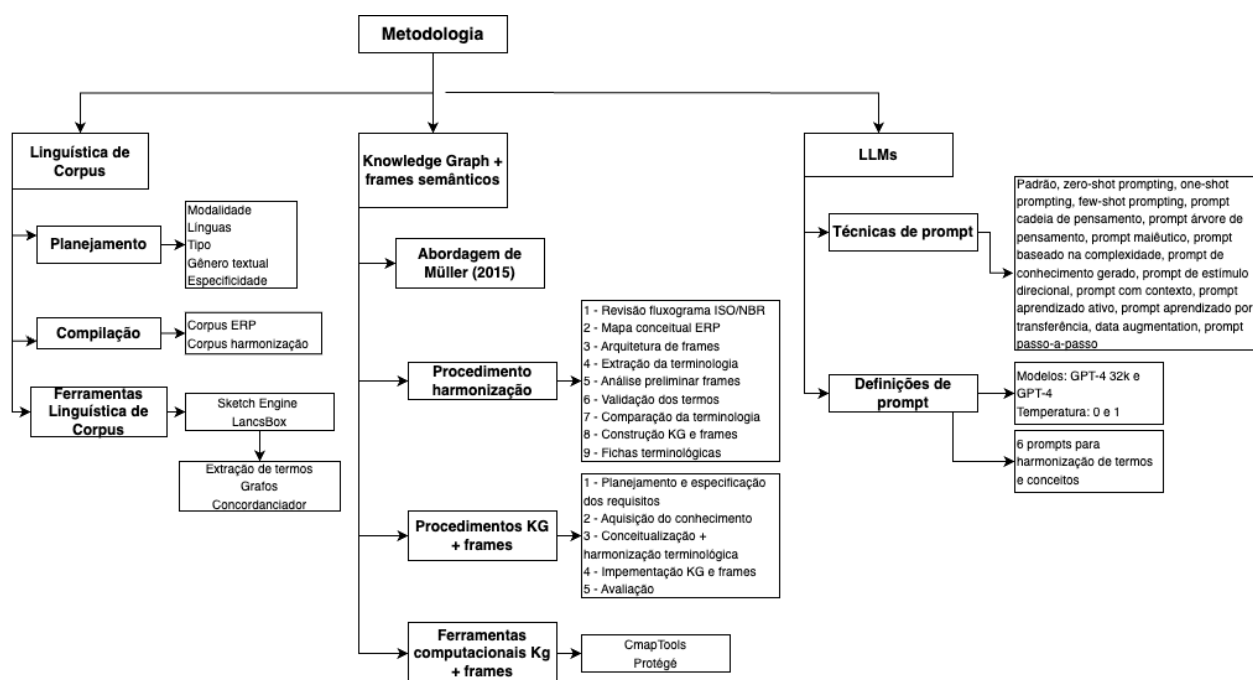 Metodologia
Linguística de
Corpus
Planejamento
Modalidade
Línguas
Tipo
Gênero textual
Especificidade
Compilação
Corpus ERP
Corpus harmonização
Ferramentas
Linguística de
Corpus
Sketch Engine
LancsBox
Extração de termos
Grafos
Concordanciador
Knowledge Graph +
frames semânticos
Abordagem de
Müller (2015)
Procedimento
harmonização
1 - Revisão fluxograma ISO/NBR
2 - Mapa conceitual ERP
3 - Arquitetura de frames
4 - Extração da terminologia
5 - Análise preliminar frames
6 - Validação dos termos
7 - Comparação da terminologia
8 - Construção KG e frames
9 - Fichas terminológicas
Procedimentos KG
+ frames
1 - Planejamento e especificação
dos requisitos
2 - Aquisição do conhecimento
3 - Conceitualização +
harmonização terminológica
4 - Impementação KG e frames
5 - Avaliação
Ferramentas
computacionais Kg
+ frames
CmapTools
Protégé
LLMs
Técnicas de prompt
Padrão, zero-shot prompting, one-shot
prompting, few-shot prompting, prompt
cadeia de pensamento, prompt árvore de
pensamento, prompt maiêutico, prompt
baseado na complexidade, prompt de
conhecimento gerado, prompt de estímulo
direcional, prompt com contexto, prompt
aprendizado ativo, prompt aprendizado por
transferência, data augmentation, prompt
passo-a-passo
Definições de
prompt
Modelos: GPT-4 32k e
GPT-4
Temperatura: 0 e 1
6 prompts para
harmonização de termos
e conceitos